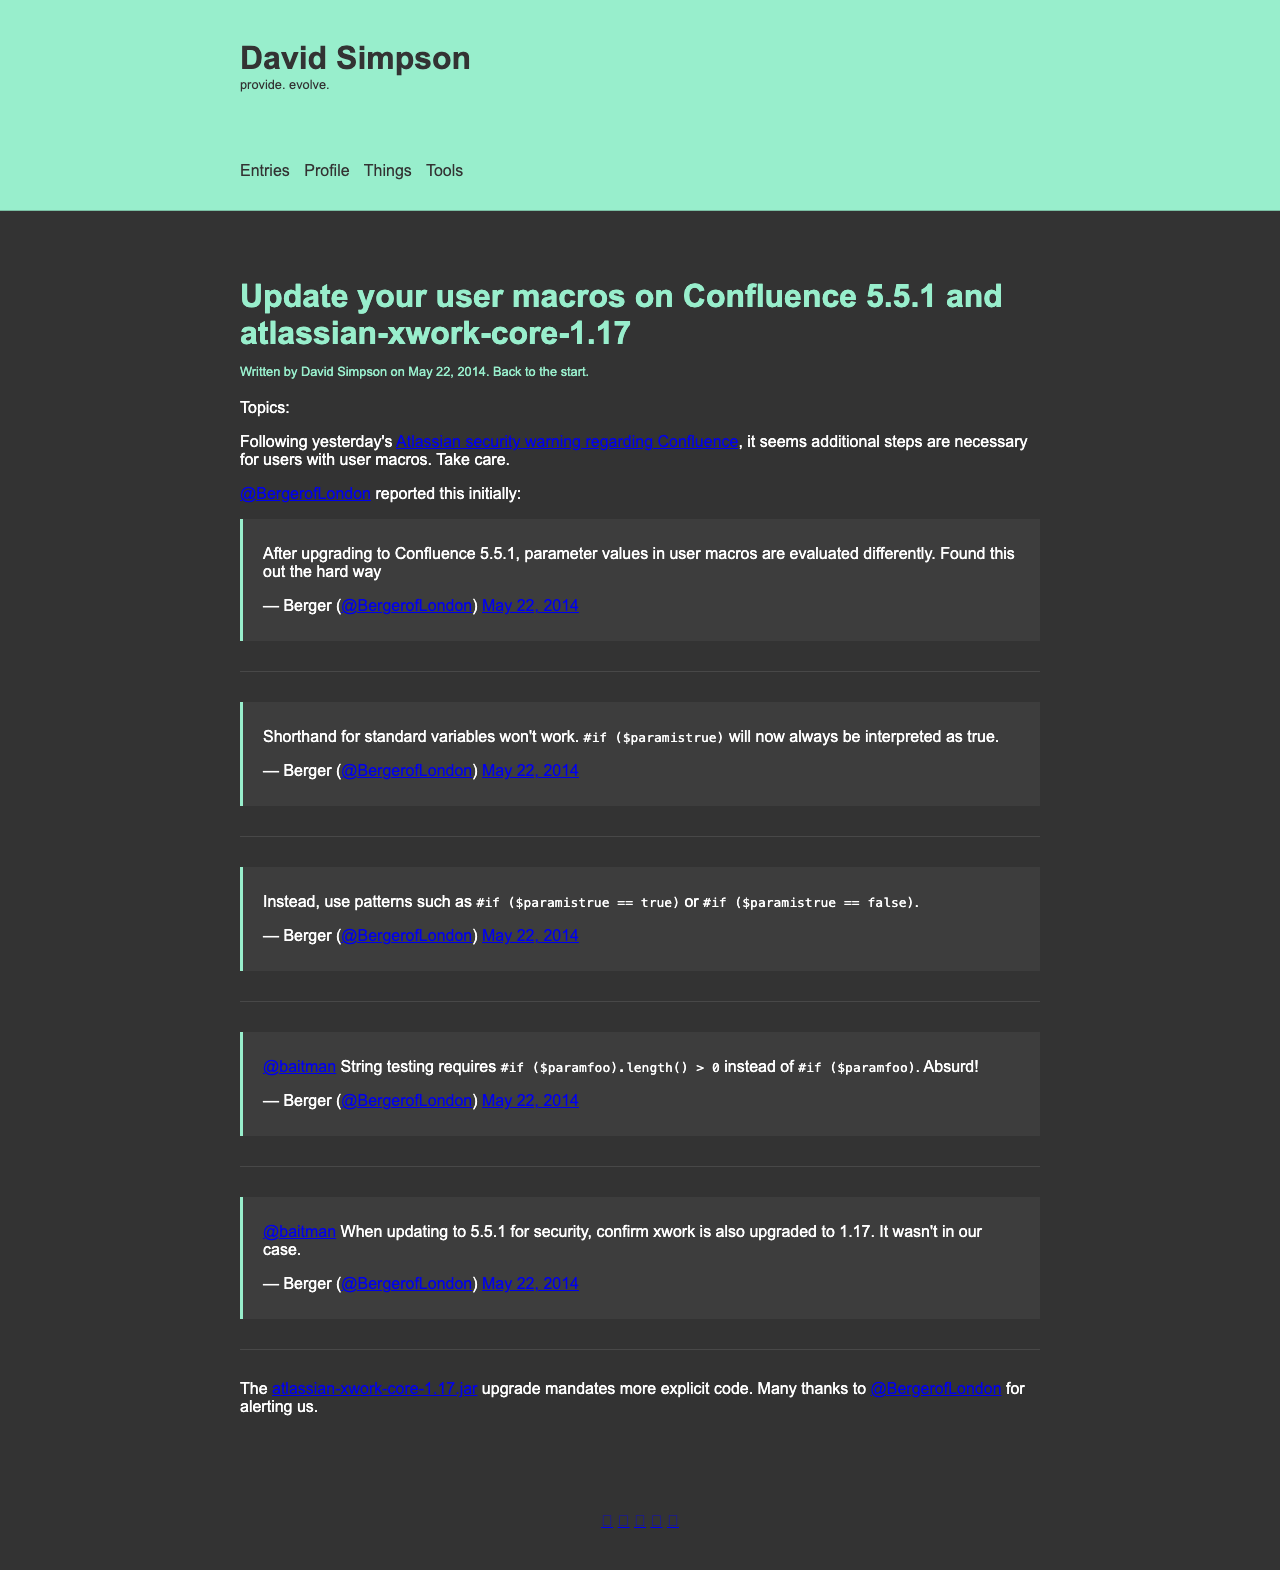 David Simpson
provide. evolve.
Entries Profile Things Tools
Update your user macros on Confluence 5.5.1 and
atlassian-xwork-core-1.17
Written by David Simpson on May 22, 2014. Back to the start.
Topics:
Following yesterday's Atlassian security warning regarding Confluence, it seems additional steps are necessary
for users with user macros. Take care.
@BergerofLondon reported this initially:
After upgrading to Confluence 5.5.1, parameter values in user macros are evaluated differently. Found this
out the hard way
— Berger (@BergerofLondon) May 22, 2014
Shorthand for standard variables won't work. #if ($paramistrue) will now always be interpreted as true.
— Berger (@BergerofLondon) May 22, 2014
Instead, use patterns such as #if ($paramistrue == true) or #if ($paramistrue == false).
— Berger (@BergerofLondon) May 22, 2014
@baitman String testing requires #if ($paramfoo).length() > 0 instead of #if ($paramfoo). Absurd!
— Berger (@BergerofLondon) May 22, 2014
@baitman When updating to 5.5.1 for security, confirm xwork is also upgraded to 1.17. It wasn't in our
case.
— Berger (@BergerofLondon) May 22, 2014
The atlassian-xwork-core-1.17.jar upgrade mandates more explicit code. Many thanks to @BergerofLondon for
alerting us.